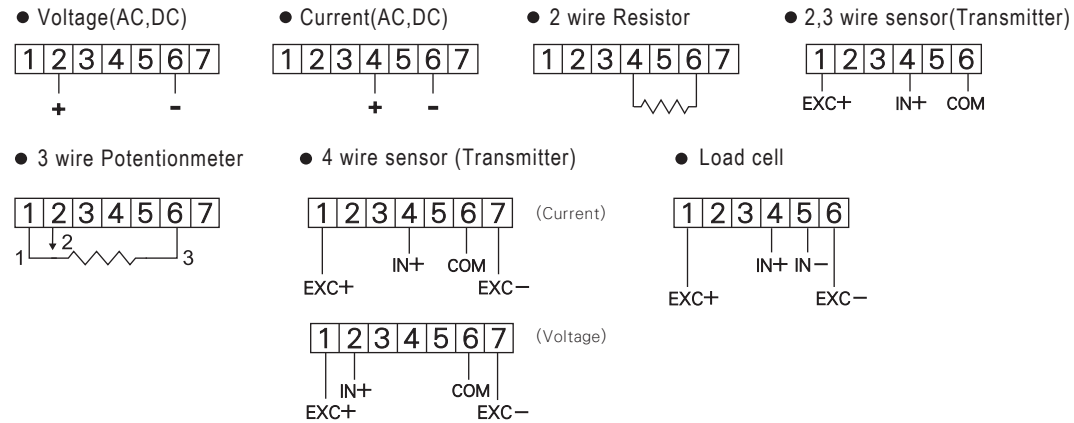 ● Voltage(AC,DC)
1 2 3 4 5 6 7
+ -
● Current(AC,DC)
1 2 3 4 5 6 7
+ -
● 2 wire Resistor
1 2 3 4 5 6 7
● 2,3 wire sensor(Transmitter)
1 2 3 4 5 6
EXC+ IN+ COM
● 3 wire Potentionmeter
1 2 3 4 5 6 7
1 2 3
● 4 wire sensor (Transmitter)
1 2 3 4 5 6 7 (Current)
IN+ COM
EXC+ EXC-
1 2 3 4 5 6 7 (Voltage)
IN+ COM
EXC+ EXC-
● Load cell
1 2 3 4 5 6
IN+ IN-
EXC+ EXC-